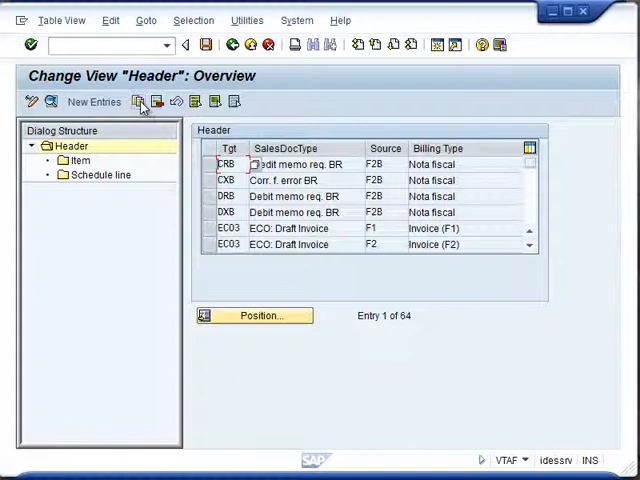 Table View Edit Goto Selection Utilities System Help
Change View "Header": Overview
New Entries
Dialog Structure
Header
Item
Schedule line
Header
Tgt SalesDocType Source Billing Type
CRB edit memo req. BR F2B Nota fiscal
CXB Corr. f. error BR F2B Nota fiscal
DRB Debit memo req. BR F2B Nota fiscal
DXB Debit memo req. BR F2B Nota fiscal
EC03 ECO: Draft Invoice F1 Invoice (F1)
EC03 ECO: Draft Invoice F2 Invoice (F2)
Position... Entry 1 of 64
SAP VTAF idessrv INS